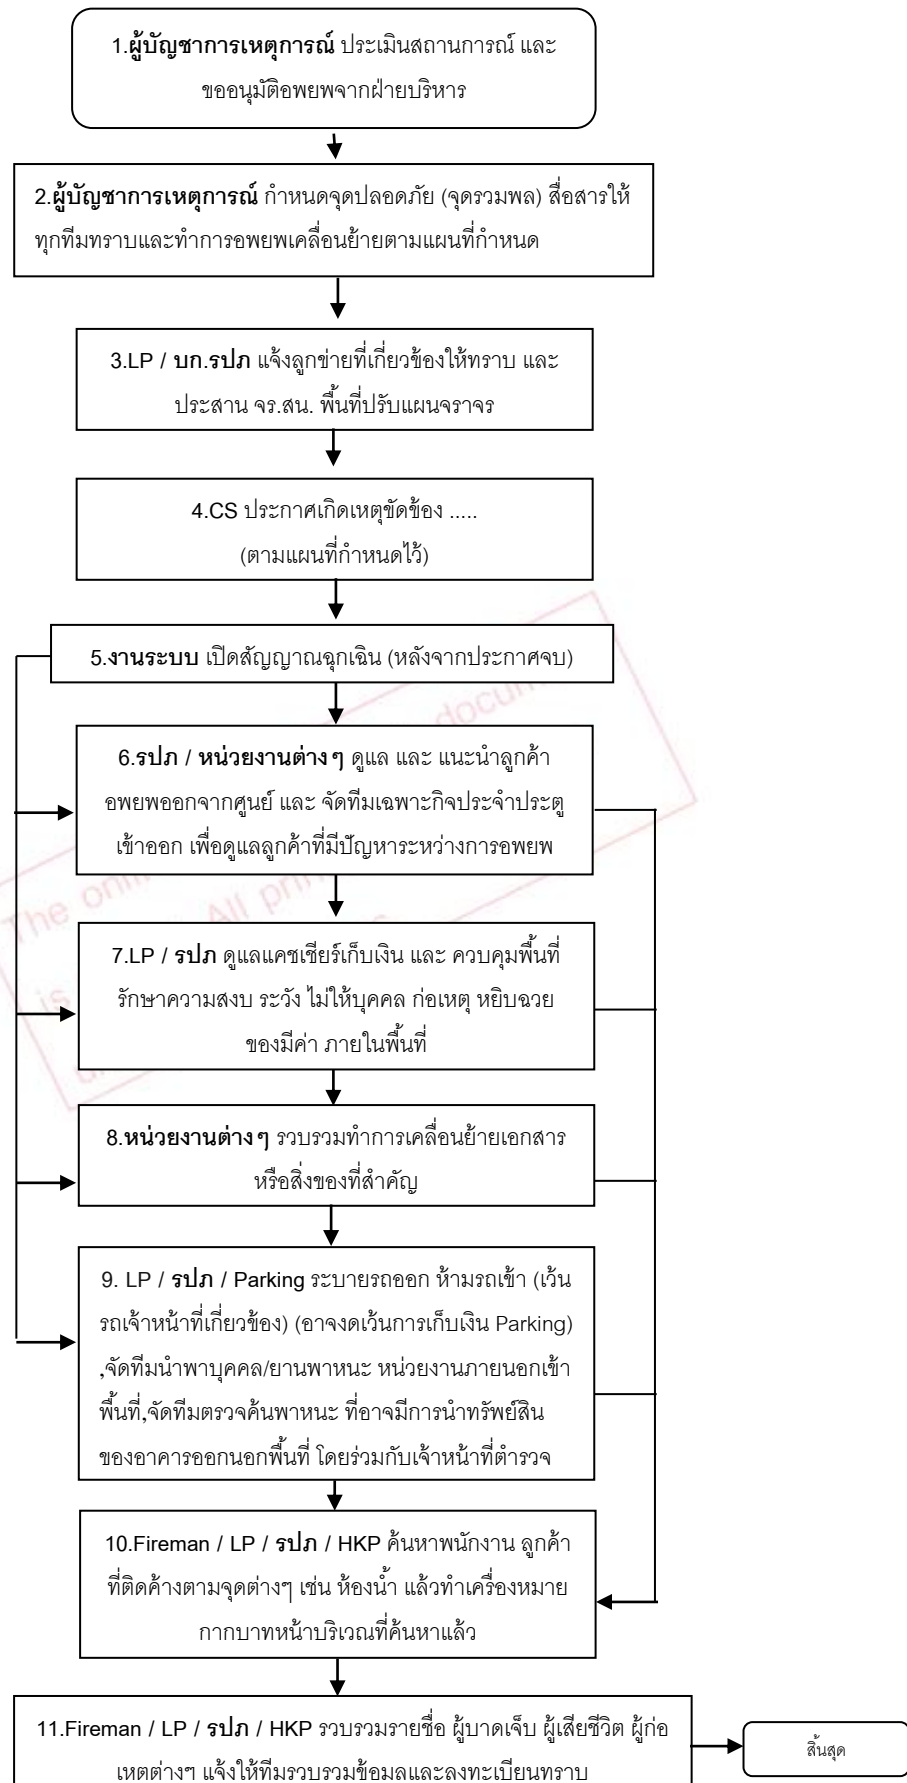 1.ผู้บัญชาการเหตุการณ์ ประเมินสถานการณ์ และ
ขออนุมัติอพยพจากฝ่ายบริหาร
2.ผู้บัญชาการเหตุการณ์ กำหนดจุดปลอดภัย (จุดรวมพล) สื่อสารให้
ทุกทีมทราบและทำการอพยพเคลื่อนย้ายตามแผนที่กำหนด
3.LP / บก.รปภ แจ้งลูกข่ายที่เกี่ยวข้องให้ทราบ และ
ประสาน จร.สน. พื้นที่ปรับแผนจราจร
4.CS ประกาศเกิดเหตุขัดข้อง .....
(ตามแผนที่กำหนดไว้)
5.งานระบบ เปิดสัญญาณฉุกเฉิน (หลังจากประกาศจบ)
6.รปภ / หน่วยงานต่างๆ ดูแล และ แนะนำลูกค้า
อพยพออกจากศูนย์ และ จัดทีมเฉพาะกิจประจำประตู
เข้าออก เพื่อดูแลลูกค้าที่มีปัญหาระหว่างการอพยพ
7.LP / รปภ ดูแลแคชเชียร์เก็บเงิน และ ควบคุมพื้นที่
รักษาความสงบ ระวัง ไม่ให้บุคคล ก่อเหตุ หยิบฉวย
ของมีค่า ภายในพื้นที่
8.หน่วยงานต่างๆ รวบรวมทำการเคลื่อนย้ายเอกสาร
หรือสิ่งของที่สำคัญ
9. LP / รปภ / Parking ระบายรถออก ห้ามรถเข้า (เว้น
รถเจ้าหน้าที่เกี่ยวข้อง) (อาจงดเว้นการเก็บเงิน Parking)
,จัดทีมนำพาบุคคล/ยานพาหนะ หน่วยงานภายนอกเข้า
พื้นที่,จัดทีมตรวจค้นพาหนะ ที่อาจมีการนำทรัพย์สิน
ของอาคารออกนอกพื้นที่ โดยร่วมกับเจ้าหน้าที่ตำรวจ
10.Fireman / LP / รปภ / HKP ค้นหาพนักงาน ลูกค้า
ที่ติดค้างตามจุดต่างๆ เช่น ห้องน้ำ แล้วทำเครื่องหมาย
กากบาทหน้าบริเวณที่ค้นหาแล้ว
11.Fireman / LP / รปภ / HKP รวบรวมรายชื่อ ผู้บาดเจ็บ ผู้เสียชีวิต ผู้ก่อ
เหตุต่างๆ แจ้งให้ทีมรวบรวมข้อมูลและลงทะเบียนทราบ
สิ้นสุด
The onl
All prin
is
docum